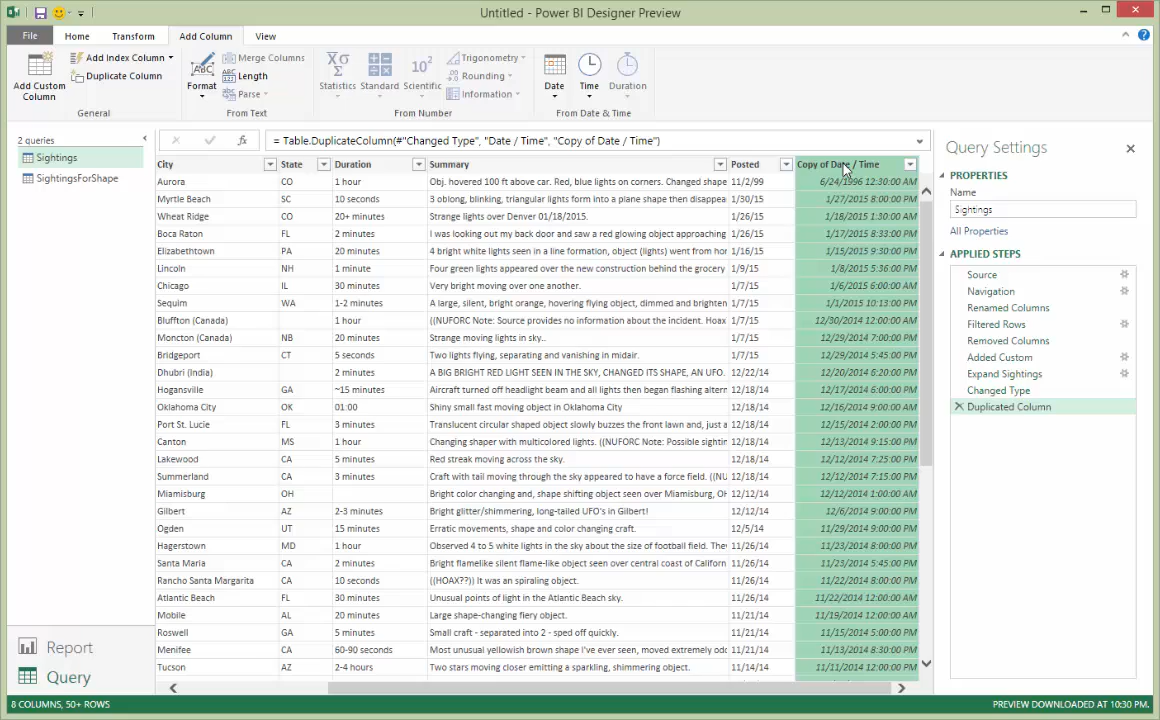 Untitled - Power BI Designer Preview
File Home Transform Add Column View
Add Custom Column
Add Index Column
Duplicate Column
General
Format
Merge Columns
Length
Parse
From Text
Statistics Standard Scientific
Trigonometry
Rounding
Information
From Number
Date Time Duration
From Date & Time
2 queries
Sightings
SightingsForShape
= Table.DuplicateColumn(#"Changed Type", "Date / Time", "Copy of Date / Time")
City State Duration Summary Posted Copy of Date / Time
Aurora CO 1 hour Obj. hovered 100 ft above car. Red, blue lights on corners. Changed shape 11/2/99 6/24/1996 12:30:00 AM
Myrtle Beach SC 10 seconds 3 oblong, blinking, triangular lights form into a plane shape then disappea 1/30/15 1/27/2015 8:00:00 PM
Wheat Ridge CO 20+ minutes Strange lights over Denver 01/18/2015. 1/26/15 1/18/2015 1:30:00 AM
Boca Raton FL 2 minutes I was looking out my back door and saw a red glowing object approaching 1/26/15 1/17/2015 8:33:00 PM
Elizabethtown PA 20 minutes 4 bright white lights seen in a line formation, object (lights) went from hor 1/26/15 1/15/2015 9:30:00 PM
Lincoln NH 1 minute Four green lights appeared over the new construction behind the grocery 1/9/15 1/8/2015 5:36:00 PM
Chicago IL 30 minutes Very bright moving over one another. 1/7/15 1/6/2015 6:00:00 AM
Sequim WA 1-2 minutes A large, silent, bright orange, hovering flying object, dimmed and brighten 1/7/15 1/1/2015 10:13:00 PM
Bluffton (Canada) 1 hour ((NUFORC Note: Source provides no information about the incident. Hoax 1/7/15 12/30/2014 12:00:00 AM
Moncton (Canada) NB 20 minutes Strange moving lights in sky.. 1/7/15 12/29/2014 7:00:00 PM
Bridgeport CT 5 seconds Two lights flying, separating and vanishing in midair. 1/7/15 12/29/2014 5:45:00 PM
Dhubri (India) 2 minutes A BIG BRIGHT RED LIGHT SEEN IN THE SKY, CHANGED ITS SHAPE, AN UFO. 12/22/14 12/20/2014 6:20:00 PM
Hogansville GA ~15 minutes Aircraft turned off headlight beam and all lights then began flashing altern 12/18/14 12/17/2014 6:00:00 PM
Oklahoma City OK 01:00 Shiny small fast moving object in Oklahoma City 12/18/14 12/16/2014 9:00:00 AM
Port St. Lucie FL 3 minutes Translucent circular shaped object slowly buzzes the front lawn and, just a 12/18/14 12/15/2014 2:00:00 PM
Canton MS 1 hour Changing shaper with multicolored lights. ((NUFORC Note: Possible sightin 12/18/14 12/13/2014 9:15:00 PM
Lakewood CA 5 minutes Red streak moving across the sky. 12/18/14 12/12/2014 7:25:00 PM
Summerland CA 3 minutes Craft with tail moving through the sky appeared to have a force field. ((NU 12/18/14 12/12/2014 7:15:00 PM
Miamisburg OH Bright color changing and, shape shifting object seen over Miamisburg, OH 12/12/14 12/12/2014 1:00:00 AM
Gilbert AZ 2-3 minutes Bright glitter/shimmering, long-tailed UFO's in Gilbert! 12/12/14 12/6/2014 9:00:00 PM
Ogden UT 15 minutes Erratic movements, shape and color changing craft. 12/5/14 11/29/2014 9:00:00 PM
Hagerstown MD 1 hour Observed 4 to 5 white lights in the sky about the size of football field. They 11/26/14 11/23/2014 8:00:00 PM
Santa Maria CA 2 minutes Bright flamelike silent flame-like object seen over central coast of Californ 11/26/14 11/23/2014 5:45:00 PM
Rancho Santa Margarita CA 10 seconds ((HOAX??)) It was an spiraling object. 11/26/14 11/22/2014 8:00:00 PM
Atlantic Beach FL 30 minutes Unusual points of light in the Atlantic Beach sky. 11/26/14 11/22/2014 12:00:00 AM
Mobile AL 20 minutes Large shape-changing fiery object. 11/21/14 11/19/2014 12:00:00 AM
Roswell GA 5 minutes Small craft - separated into 2 - sped off quickly. 11/21/14 11/15/2014 5:00:00 PM
Menifee CA 60-90 seconds Most unusual yellowish brown shape I've ever seen, moved extremely odd 11/21/14 11/13/2014 8:30:00 PM
Tucson AZ 2-4 hours Two stars moving closer emitting a sparkling, shimmering object. 11/14/14 11/11/2014 12:00:00 AM
Query Settings
PROPERTIES
Name
Sightings
All Properties
APPLIED STEPS
Source
Navigation
Renamed Columns
Filtered Rows
Removed Columns
Added Custom
Expand Sightings
Changed Type
Duplicated Column
Report
Query
8 COLUMNS, 50+ ROWS
PREVIEW DOWNLOADED AT 10:30 PM.